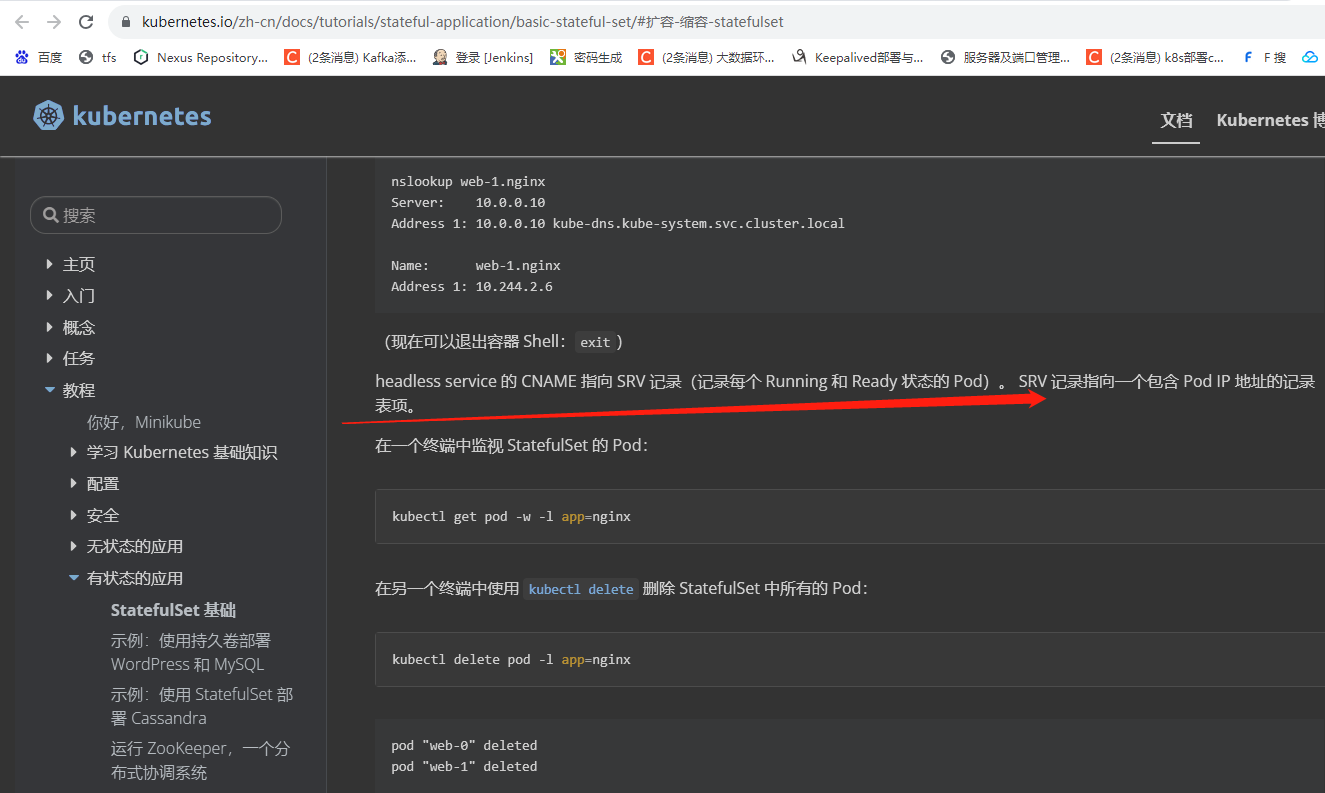 kubernetes.io/zh-cn/docs/tutorials/stateful-application/basic-stateful-set/#扩容-缩容-statefulset
百度 tfs Nexus Repository... (2条消息) Kafka添... 登录 [Jenkins] 密码生成 (2条消息) 大数据环... Keepalived部署与... 服务器及端口管理... (2条消息) k8s部署c... F 搜
kubernetes
文档 Kubernetes 博
搜索
主页
入门
概念
任务
教程
你好，Minikube
学习 Kubernetes 基础知识
配置
安全
无状态的应用
有状态的应用
StatefulSet 基础
示例：使用持久卷部署
WordPress 和 MySQL
示例：使用 StatefulSet 部
署 Cassandra
运行 ZooKeeper，一个分
布式协调系统
nslookup web-1.nginx
Server:    10.0.0.10
Address 1: 10.0.0.10 kube-dns.kube-system.svc.cluster.local
Name:      web-1.nginx
Address 1: 10.244.2.6
（现在可以退出容器 Shell：exit）
headless service 的 CNAME 指向 SRV 记录（记录每个 Running 和 Ready 状态的 Pod）。 SRV 记录指向一个包含 Pod IP 地址的记录
表项。
在一个终端中监视 StatefulSet 的 Pod：
kubectl get pod -w -l app=nginx
在另一个终端中使用 kubectl delete 删除 StatefulSet 中所有的 Pod：
kubectl delete pod -l app=nginx
pod "web-0" deleted
pod "web-1" deleted